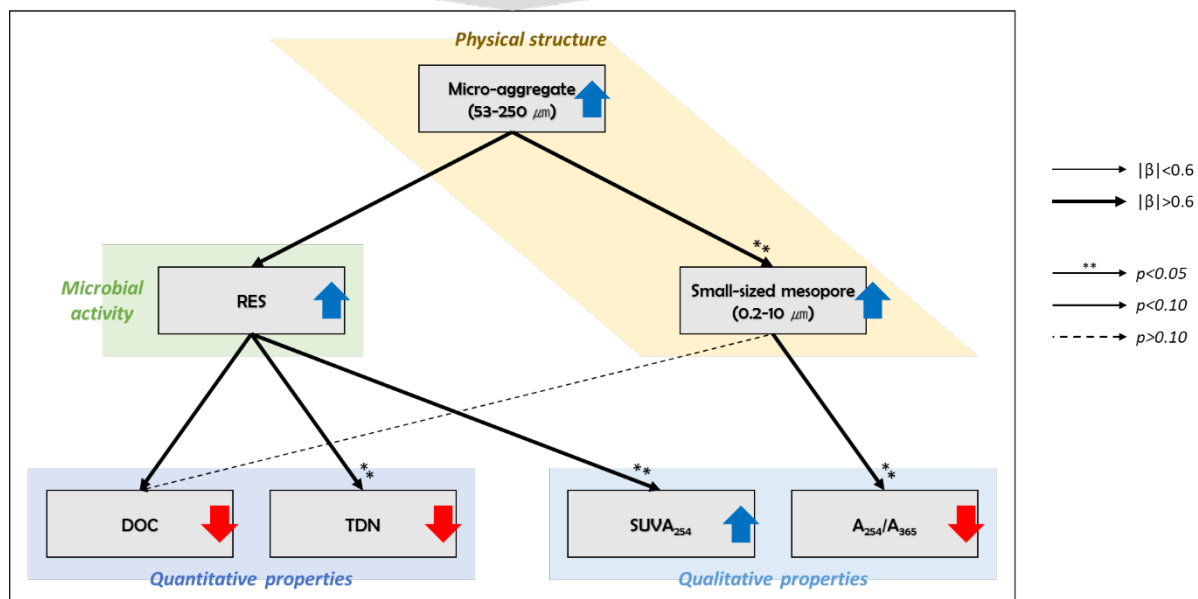 Physical structure
Micro-aggregate
(53-250 ㎛)
|β|<0.6
|β|>0.6
**
Microbial
activity
RES
Small-sized mesopore
(0.2-10 ㎛)
** p<0.05
p<0.10
p>0.10
**
**
**
DOC
TDN
SUVA₂₅₄
A₂₅₄/A₃₆₅
Quantitative properties
Qualitative properties